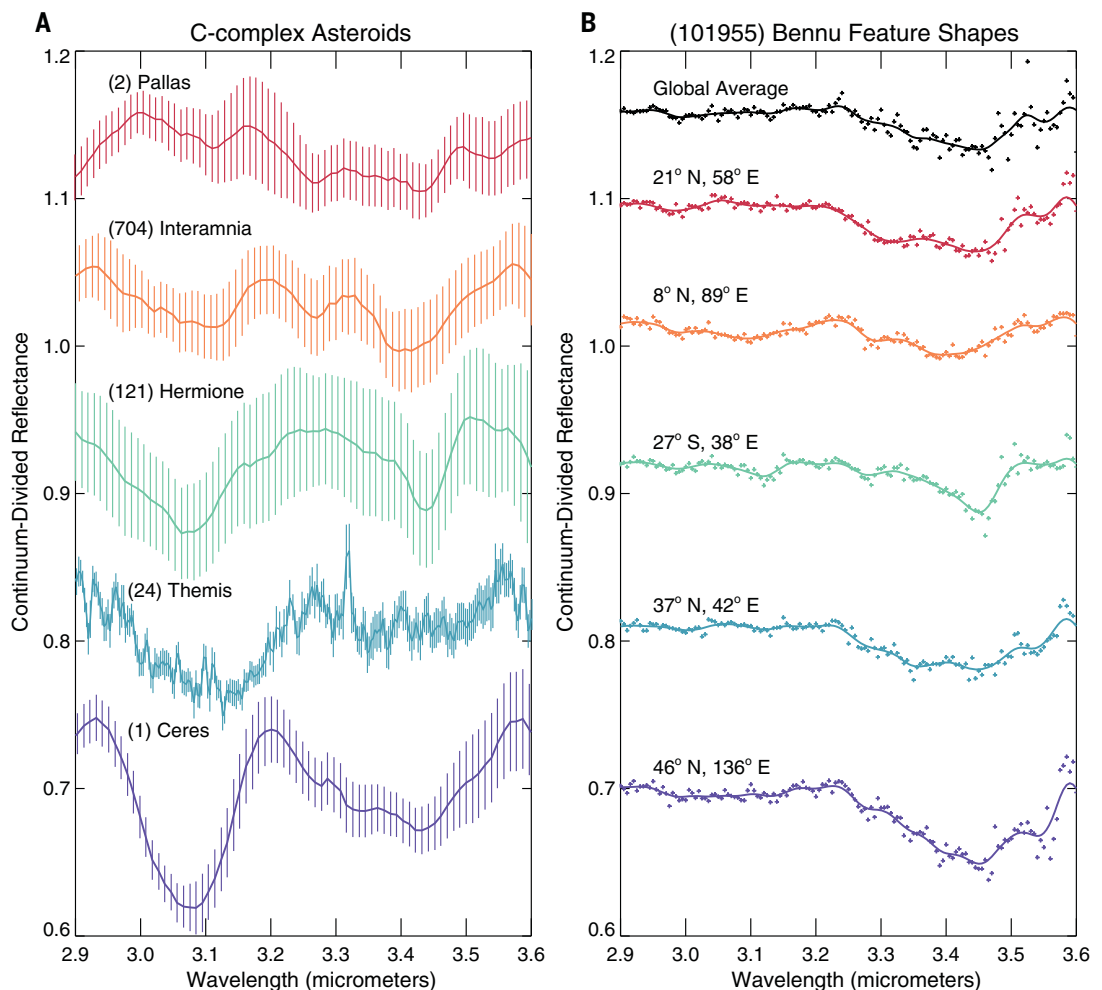 A
C-complex Asteroids
1.2
1.1
1.0
0.9
0.8
0.7
0.6
Continuum-Divided Reflectance
(2) Pallas
(704) Interamnia
(121) Hermione
(24) Themis
(1) Ceres
2.9 3.0 3.1 3.2 3.3 3.4 3.5 3.6
Wavelength (micrometers)
B
(101955) Bennu Feature Shapes
1.2
1.1
1.0
0.9
0.8
0.7
0.6
Continuum-Divided Reflectance
Global Average
21° N, 58° E
8° N, 89° E
27° S, 38° E
37° N, 42° E
46° N, 136° E
2.9 3.0 3.1 3.2 3.3 3.4 3.5 3.6
Wavelength (micrometers)